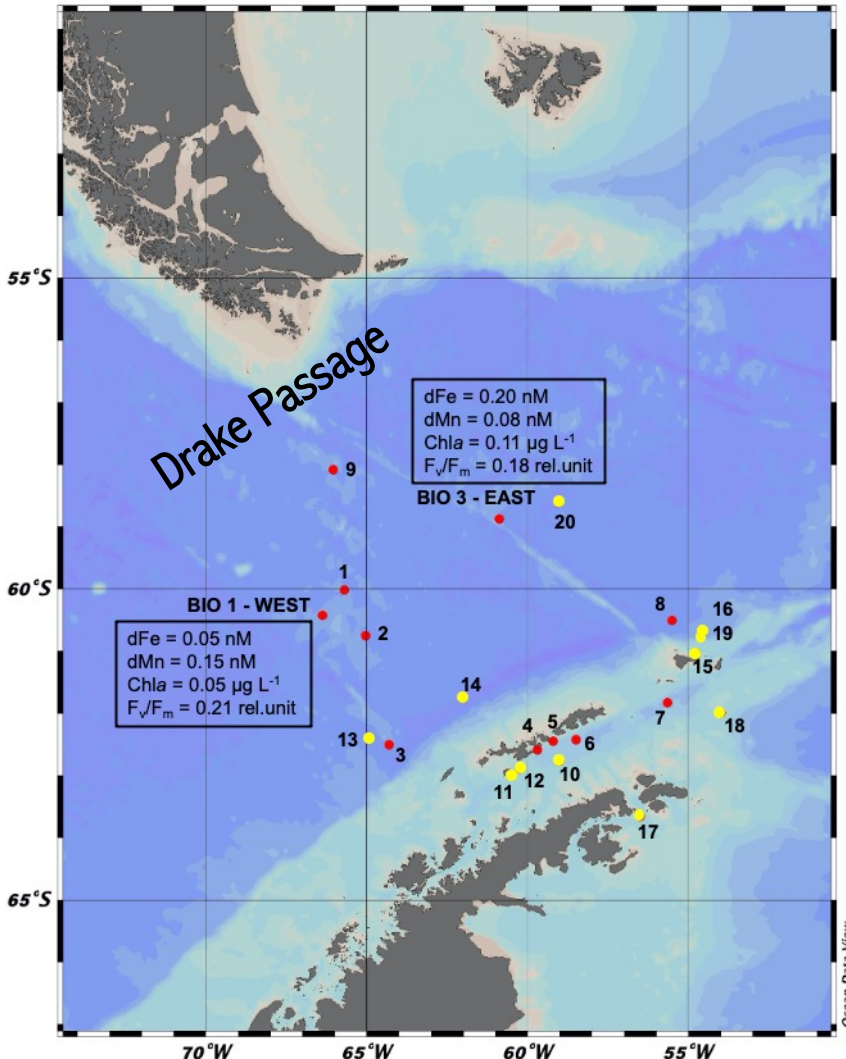 55°S
Drake Passage
dFe = 0.20 nM
dMn = 0.08 nM
Chla = 0.11 µg L⁻¹
Fv/Fm = 0.18 rel.unit
9
BIO 3 - EAST
20
1
60°S
BIO 1 - WEST
8
16
2
19
dFe = 0.05 nM
dMn = 0.15 nM
Chla = 0.05 µg L⁻¹
Fv/Fm = 0.21 rel.unit
15
14
7
18
4
5
6
13
3
10
12
11
17
65°S
Ocean Data View
70°W
65°W
60°W
55°W